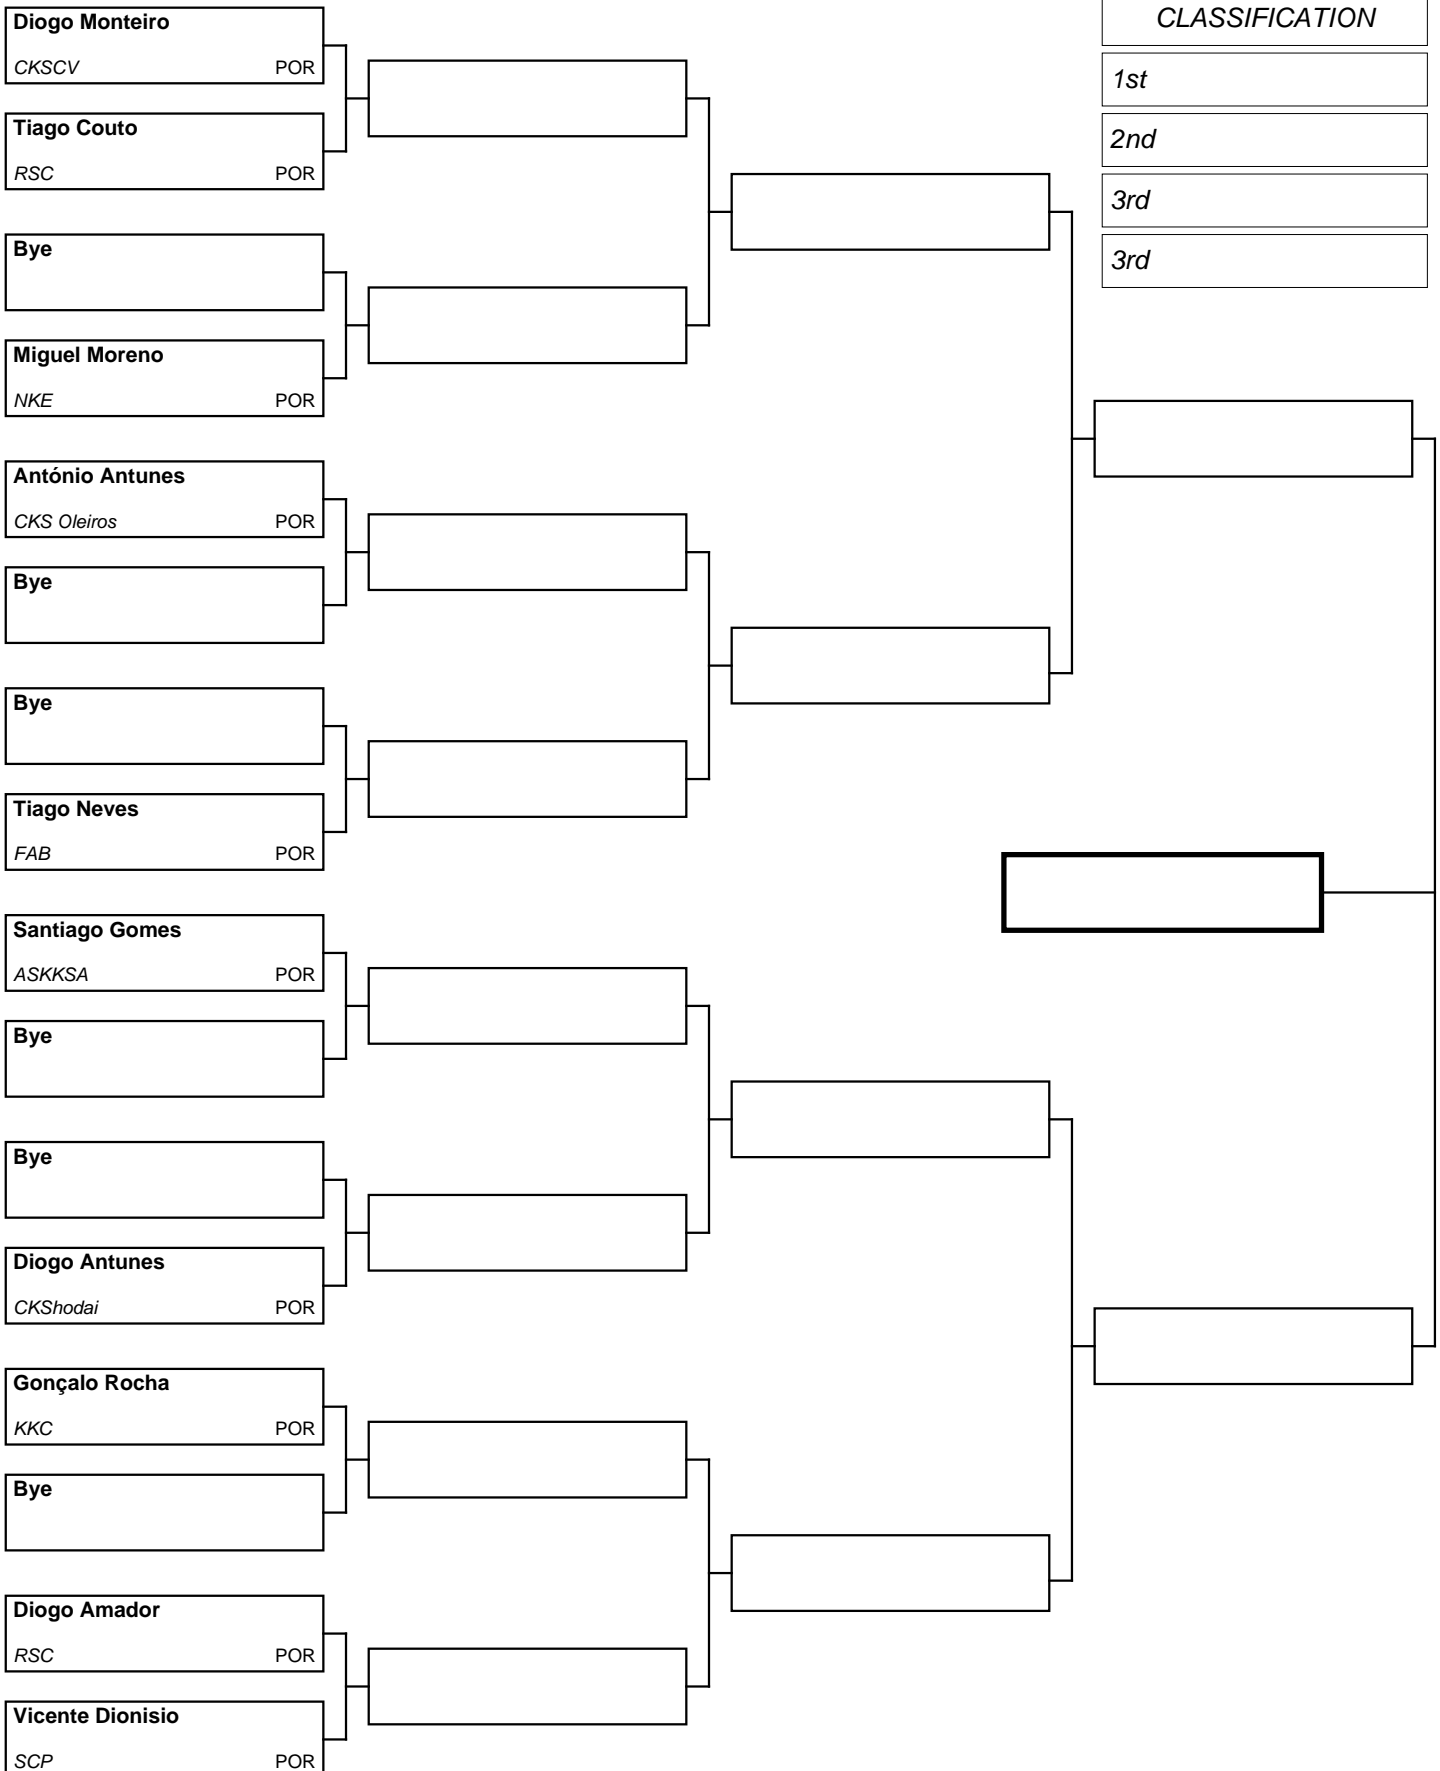 Diogo Monteiro
CKSCV POR
Tiago Couto
RSC POR
Bye
Miguel Moreno
NKE POR
António Antunes
CKS Oleiros POR
Bye
Bye
Tiago Neves
FAB POR
Santiago Gomes
ASKKSA POR
Bye
Bye
Diogo Antunes
CKShodai POR
Gonçalo Rocha
KKC POR
Bye
Diogo Amador
RSC POR
Vicente Dionisio
SCP POR
CLASSIFICATION
1st
2nd
3rd
3rd